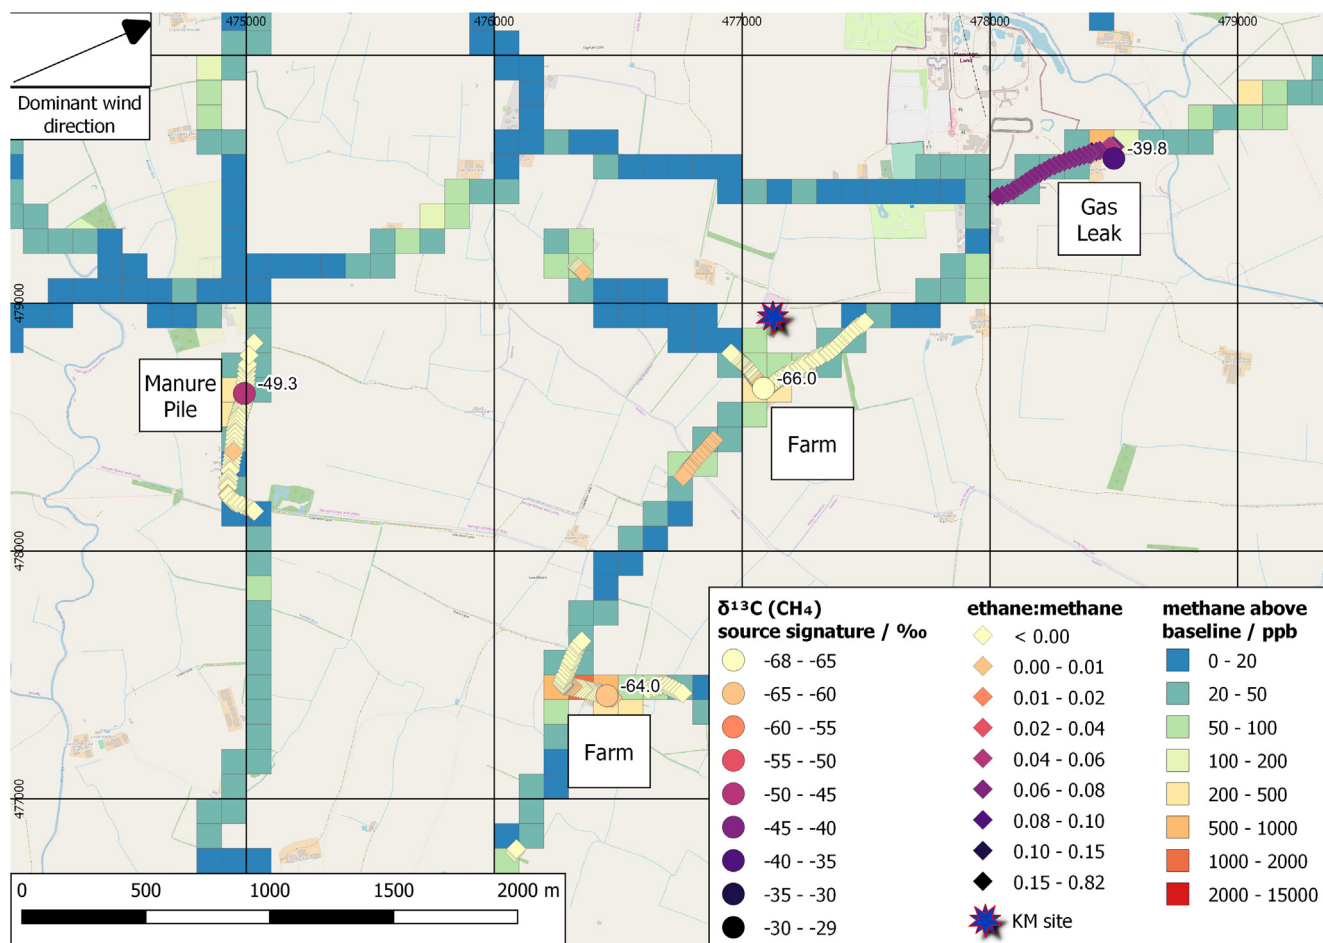 475000
476000
477000
478000
479000
Dominant wind
direction
-39.8
Gas
Leak
479000
-49.3
Manure
Pile
-66.0
Farm
478000
-64.0
Farm
477000
0 500 1000 1500 2000 m
δ¹³C (CH₄)
source signature / ‰
-68 - -65
-65 - -60
-60 - -55
-55 - -50
-50 - -45
-45 - -40
-40 - -35
-35 - -30
-30 - -29
ethane:methane
< 0.00
0.00 - 0.01
0.01 - 0.02
0.02 - 0.04
0.04 - 0.06
0.06 - 0.08
0.08 - 0.10
0.10 - 0.15
0.15 - 0.82
KM site
methane above
baseline / ppb
0 - 20
20 - 50
50 - 100
100 - 200
200 - 500
500 - 1000
1000 - 2000
2000 - 15000